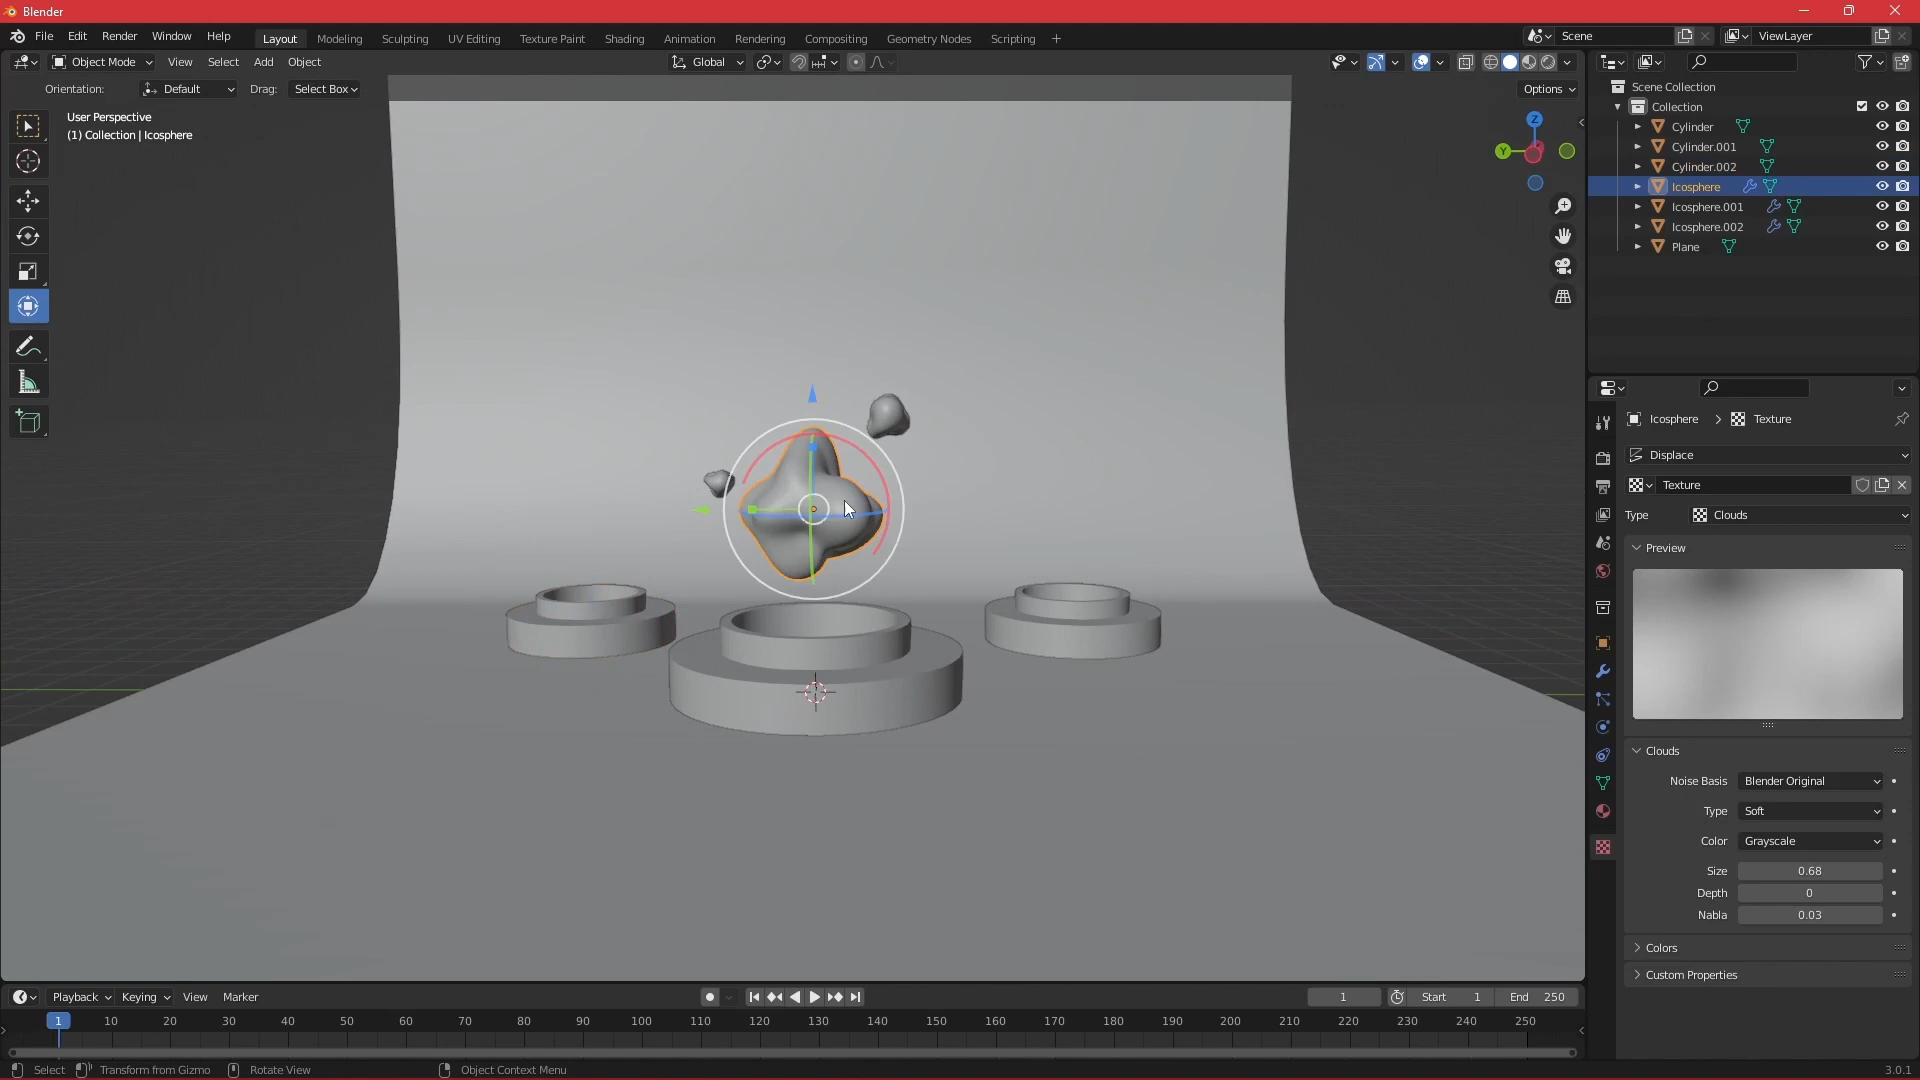 Blender
File Edit Render Window Help Layout Modeling Sculpting UV Editing Texture Paint Shading Animation Rendering Compositing Geometry Nodes Scripting + Scene ViewLayer
Object Mode View Select Add Object Global
Orientation: Default Drag: Select Box Options
User Perspective
(1) Collection | Icosphere
Z
Y
Scene Collection
Collection
Cylinder
Cylinder.001
Cylinder.002
Icosphere
Icosphere.001
Icosphere.002
Plane
Icosphere > Texture
Displace
Texture
Type Clouds
Preview
Clouds
Noise Basis Blender Original
Type Soft
Color Grayscale
Size 0.68
Depth 0
Nabla 0.03
Colors
Custom Properties
Playback Keying View Marker 1 Start 1 End 250
1 10 20 30 40 50 60 70 80 90 100 110 120 130 140 150 160 170 180 190 200 210 220 230 240 250
Select Transform from Gizmo Rotate View Object Context Menu 3.0.1